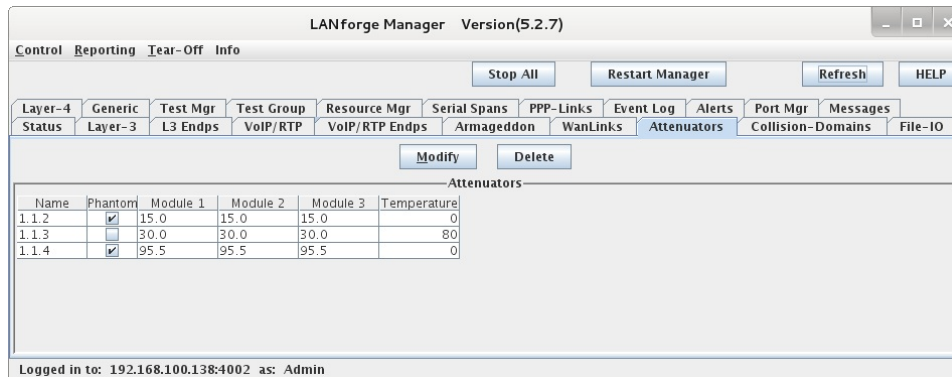 LANforge Manager Version(5.2.7)
Control Reporting Tear-Off Info
Stop All Restart Manager Refresh HELP
Layer-4 Generic Test Mgr Test Group Resource Mgr Serial Spans PPP-Links Event Log Alerts Port Mgr Messages
Status Layer-3 L3 Endps VoIP/RTP VoIP/RTP Endps Armageddon WanLinks Attenuators Collision-Domains File-IO
Modify Delete
Attenuators
Name Phantom Module 1 Module 2 Module 3 Temperature
1.1.2 15.0 15.0 15.0 0
1.1.3 30.0 30.0 30.0 80
1.1.4 95.5 95.5 95.5 0
Logged in to: 192.168.100.138:4002 as: Admin